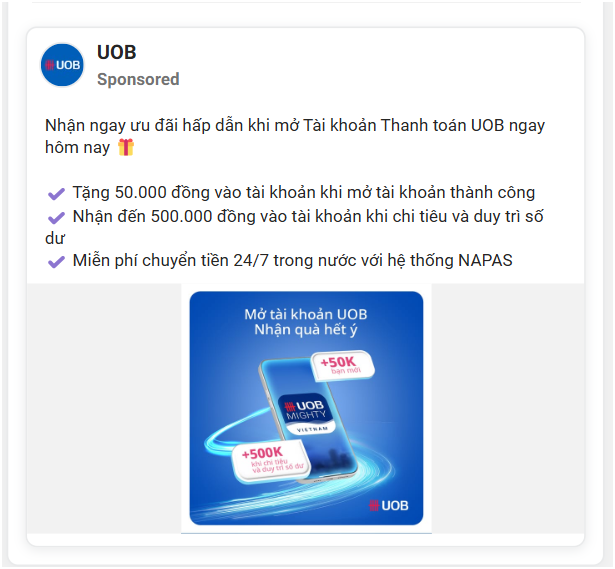 UOB
UOB
Sponsored
Nhận ngay ưu đãi hấp dẫn khi mở Tài khoản Thanh toán UOB ngay
hôm nay 🎁
✔ Tặng 50.000 đồng vào tài khoản khi mở tài khoản thành công
✔ Nhận đến 500.000 đồng vào tài khoản khi chi tiêu và duy trì số
dư
✔ Miễn phí chuyển tiền 24/7 trong nước với hệ thống NAPAS
Mở tài khoản UOB
Nhận quà hết ý
+50K
bạn mới
UOB
MIGHTY
VIETNAM
+500K
khi chi tiêu
và duy trì số dư
UOB